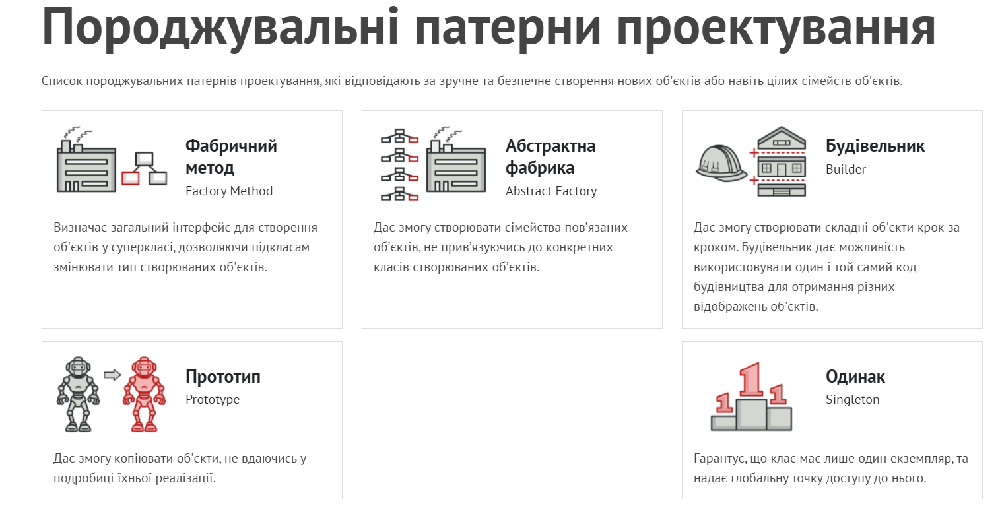 Породжувальні патерни проектування
Список породжувальних патернів проектування, які відповідають за зручне та безпечне створення нових об'єктів або навіть цілих сімейств об'єктів.
Фабричний
метод
Factory Method
Визначає загальний інтерфейс для створення
об'єктів у суперкласі, дозволяючи підкласам
змінювати тип створюваних об'єктів.
Абстрактна
фабрика
Abstract Factory
Дає змогу створювати сімейства пов’язаних
об’єктів, не прив’язуючись до конкретних
класів створюваних об’єктів.
Будівельник
Builder
Дає змогу створювати складні об'єкти крок за
кроком. Будівельник дає можливість
використовувати один і той самий код
будівництва для отримання різних
відображень об'єктів.
Прототип
Prototype
Дає змогу копіювати об'єкти, не вдаючись у
подробиці їхньої реалізації.
1
1
1
Одинак
Singleton
Гарантує, що клас має лише один екземпляр, та
надає глобальну точку доступу до нього.